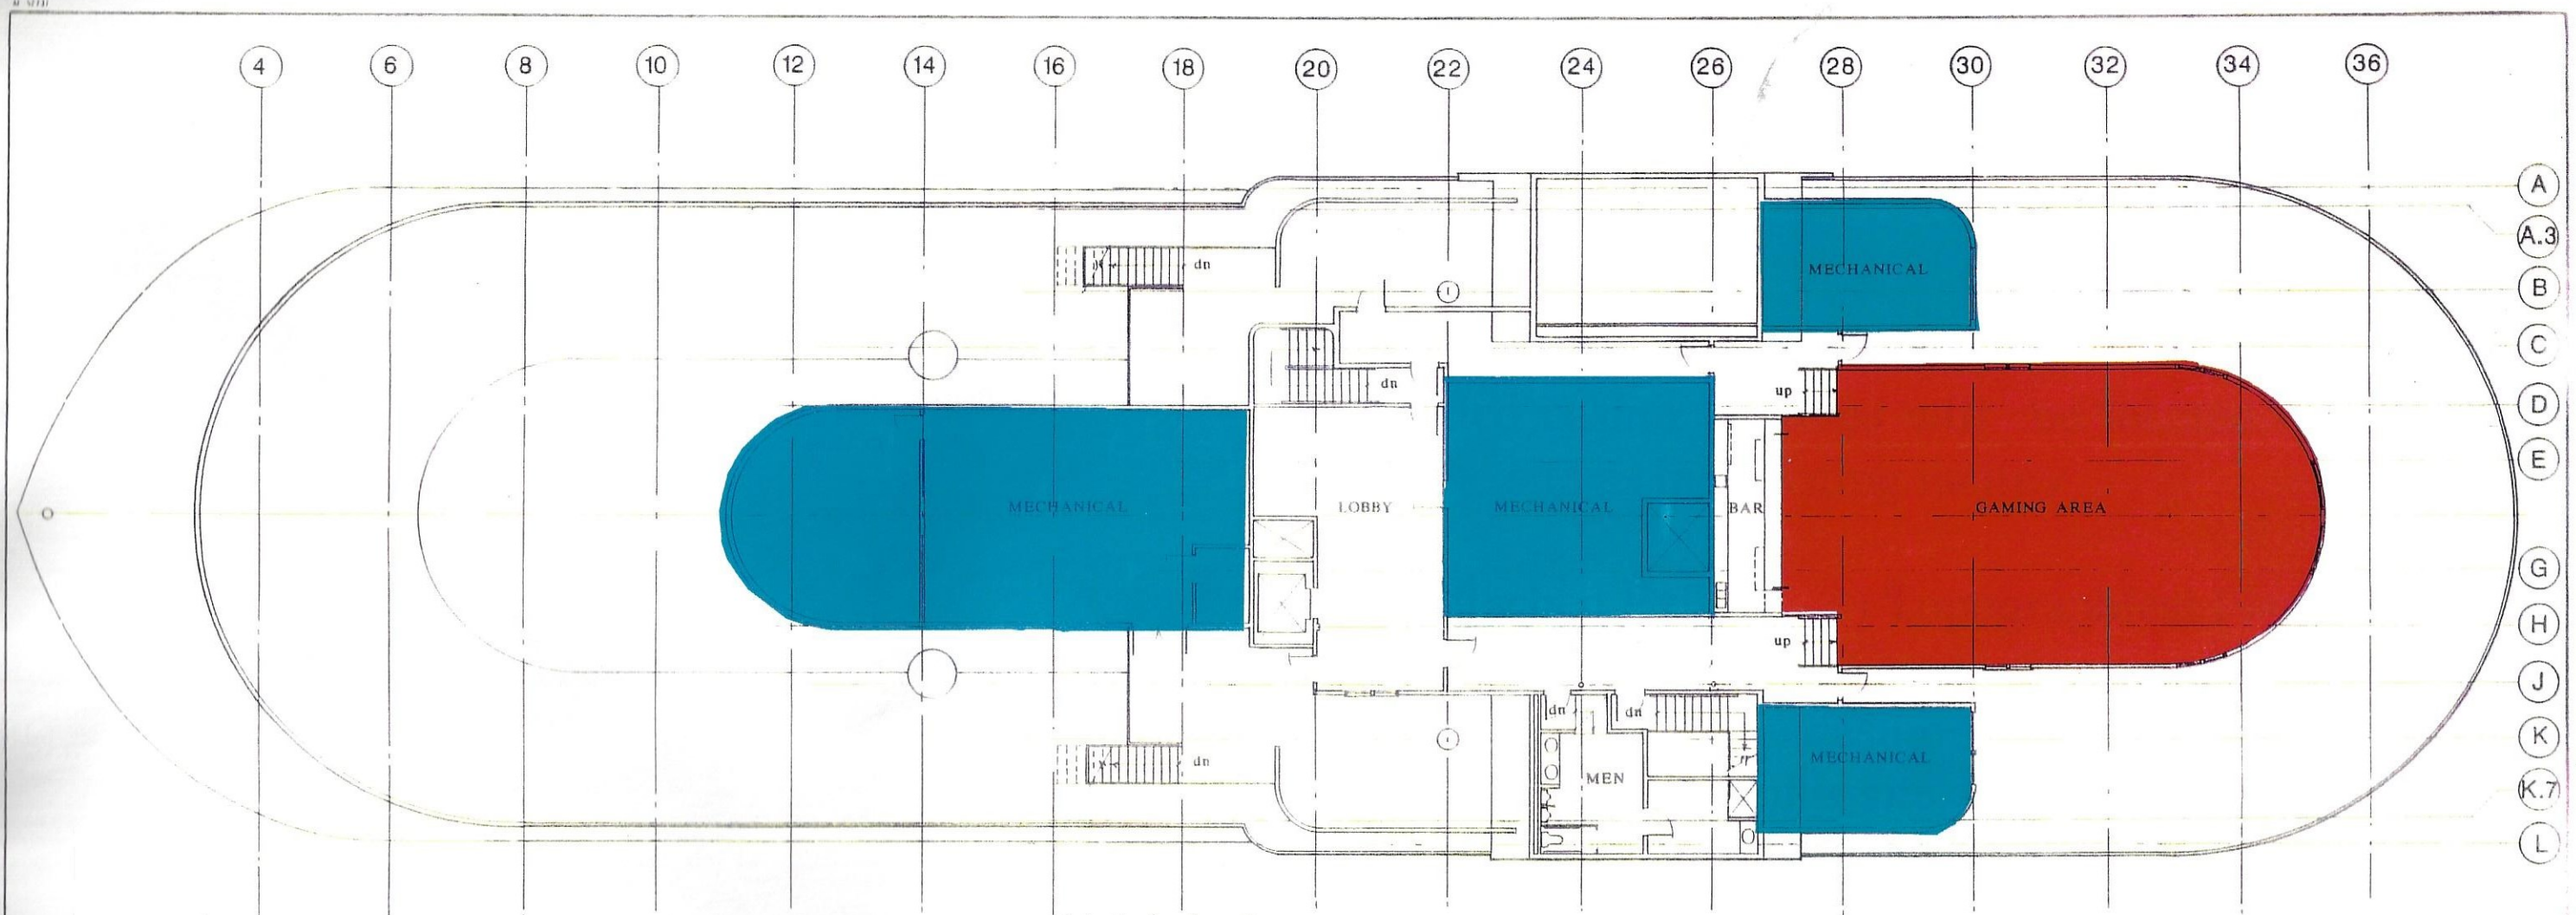 4 6 8 10 12 14 16 18 20 22 24 26 28 30 32 34 36
A
A.3
dn
MECHANICAL
B
C
dn
up
D
E
MECHANICAL
LOBBY
MECHANICAL
BAR
GAMING AREA
G
H
up
J
dn
dn
K
dn
MEN
MECHANICAL
K.7
L